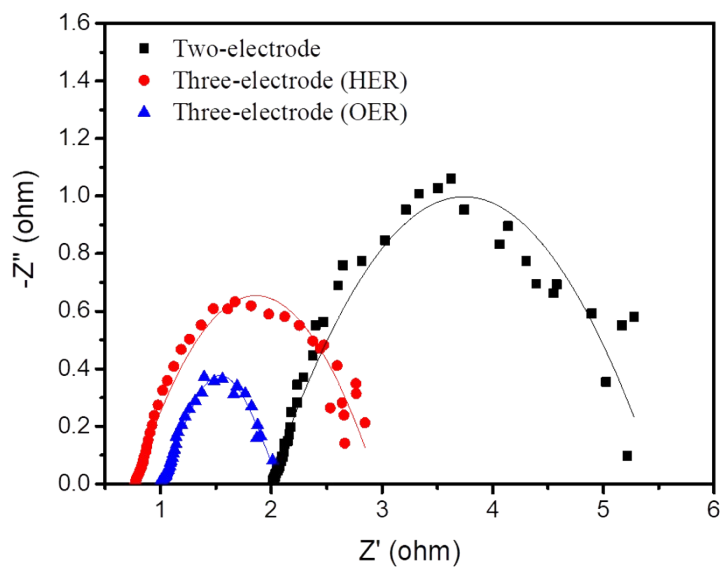 1.6
1.4
1.2
1.0
0.8
0.6
0.4
0.2
0.0
-Z" (ohm)
Two-electrode
Three-electrode (HER)
Three-electrode (OER)
1 2 3 4 5 6
Z' (ohm)